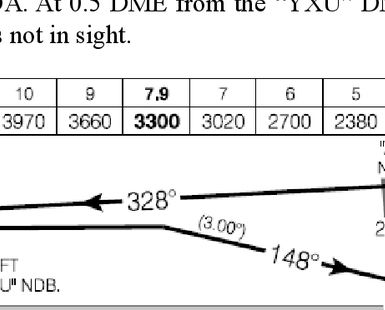 DA. At 0.5 DME from the "YXU" DM
s not in sight.
10 9 7.9 7 6 5
3970 3660 3300 3020 2700 2380
328°
(3.00°)
148°
2
FT
U" NDB.